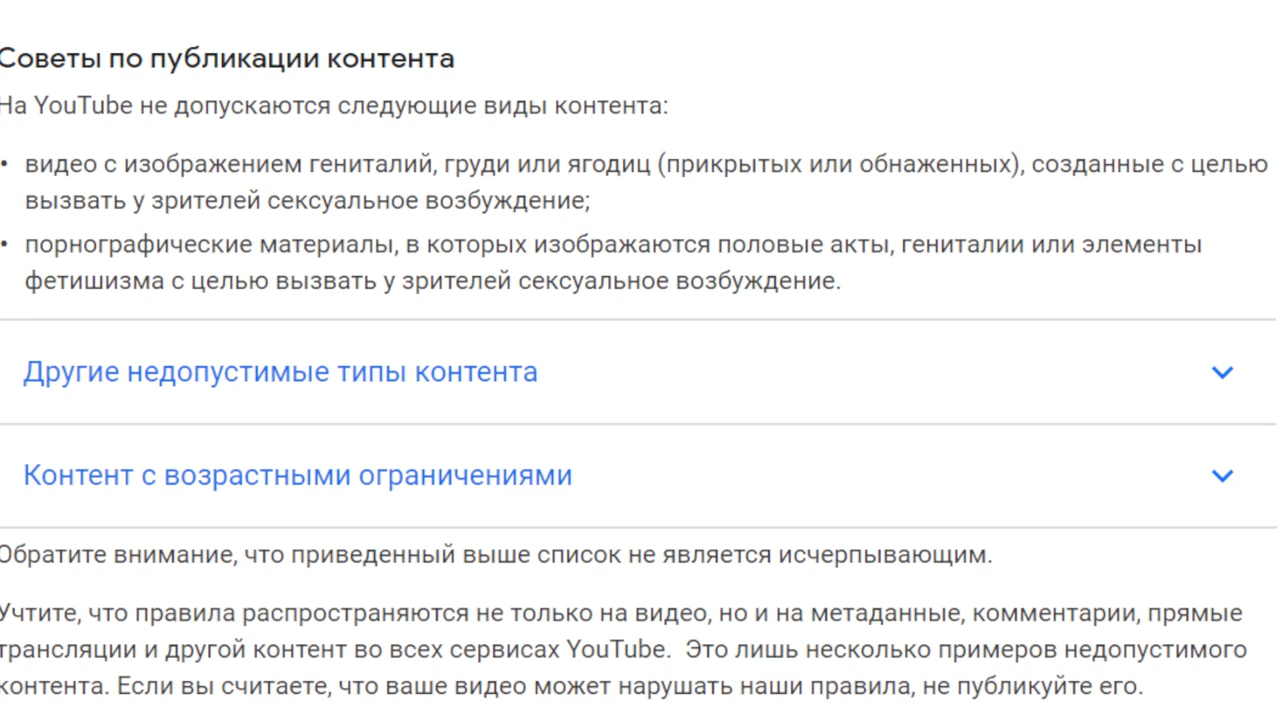 Советы по публикации контента
На YouTube не допускаются следующие виды контента:
• видео с изображением гениталий, груди или ягодиц (прикрытых или обнаженных), созданные с целью
вызвать у зрителей сексуальное возбуждение;
• порнографические материалы, в которых изображаются половые акты, гениталии или элементы
фетишизма с целью вызвать у зрителей сексуальное возбуждение.
Другие недопустимые типы контента
Контент с возрастными ограничениями
Обратите внимание, что приведенный выше список не является исчерпывающим.
Учтите, что правила распространяются не только на видео, но и на метаданные, комментарии, прямые
трансляции и другой контент во всех сервисах YouTube. Это лишь несколько примеров недопустимого
контента. Если вы считаете, что ваше видео может нарушать наши правила, не публикуйте его.